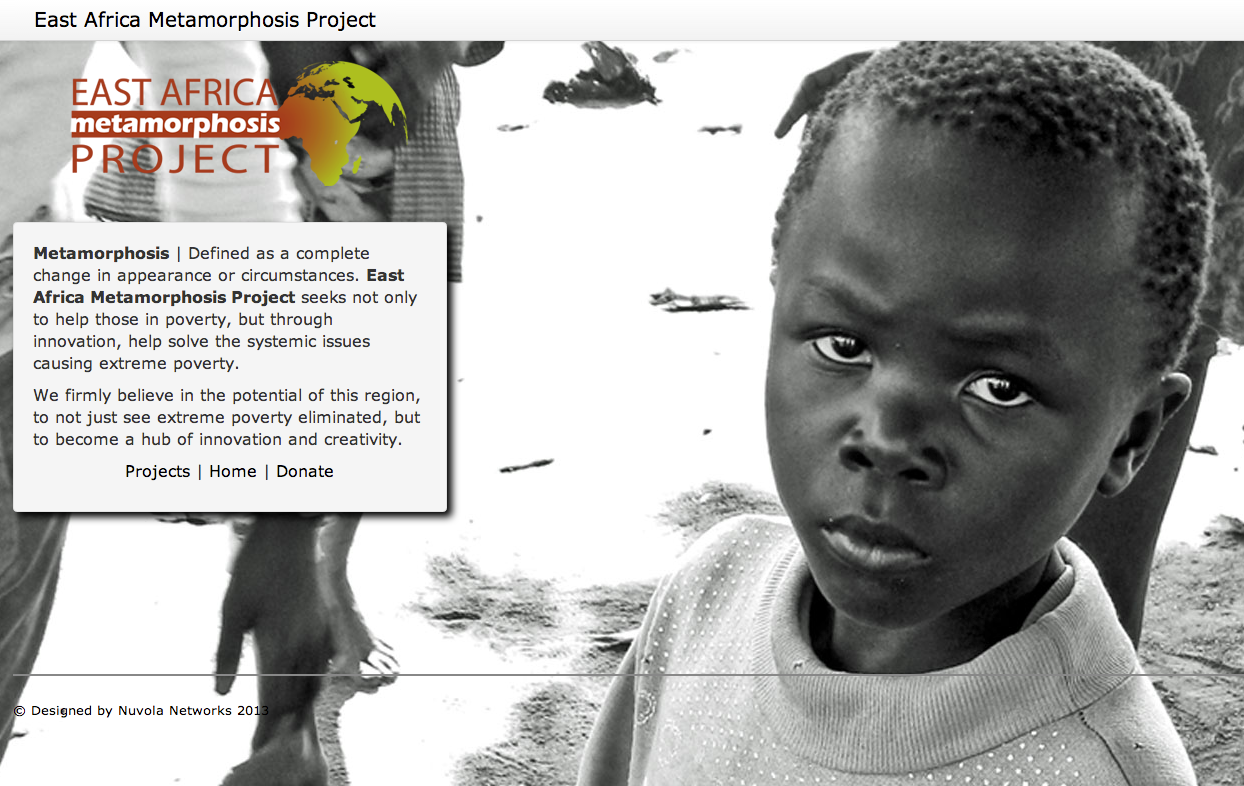 East Africa Metamorphosis Project
EAST AFRICA
metamorphosis
PROJECT
Metamorphosis | Defined as a complete
change in appearance or circumstances. East
Africa Metamorphosis Project seeks not only
to help those in poverty, but through
innovation, help solve the systemic issues
causing extreme poverty.
We firmly believe in the potential of this region,
to not just see extreme poverty eliminated, but
to become a hub of innovation and creativity.
Projects | Home | Donate
© Designed by Nuvola Networks 2013